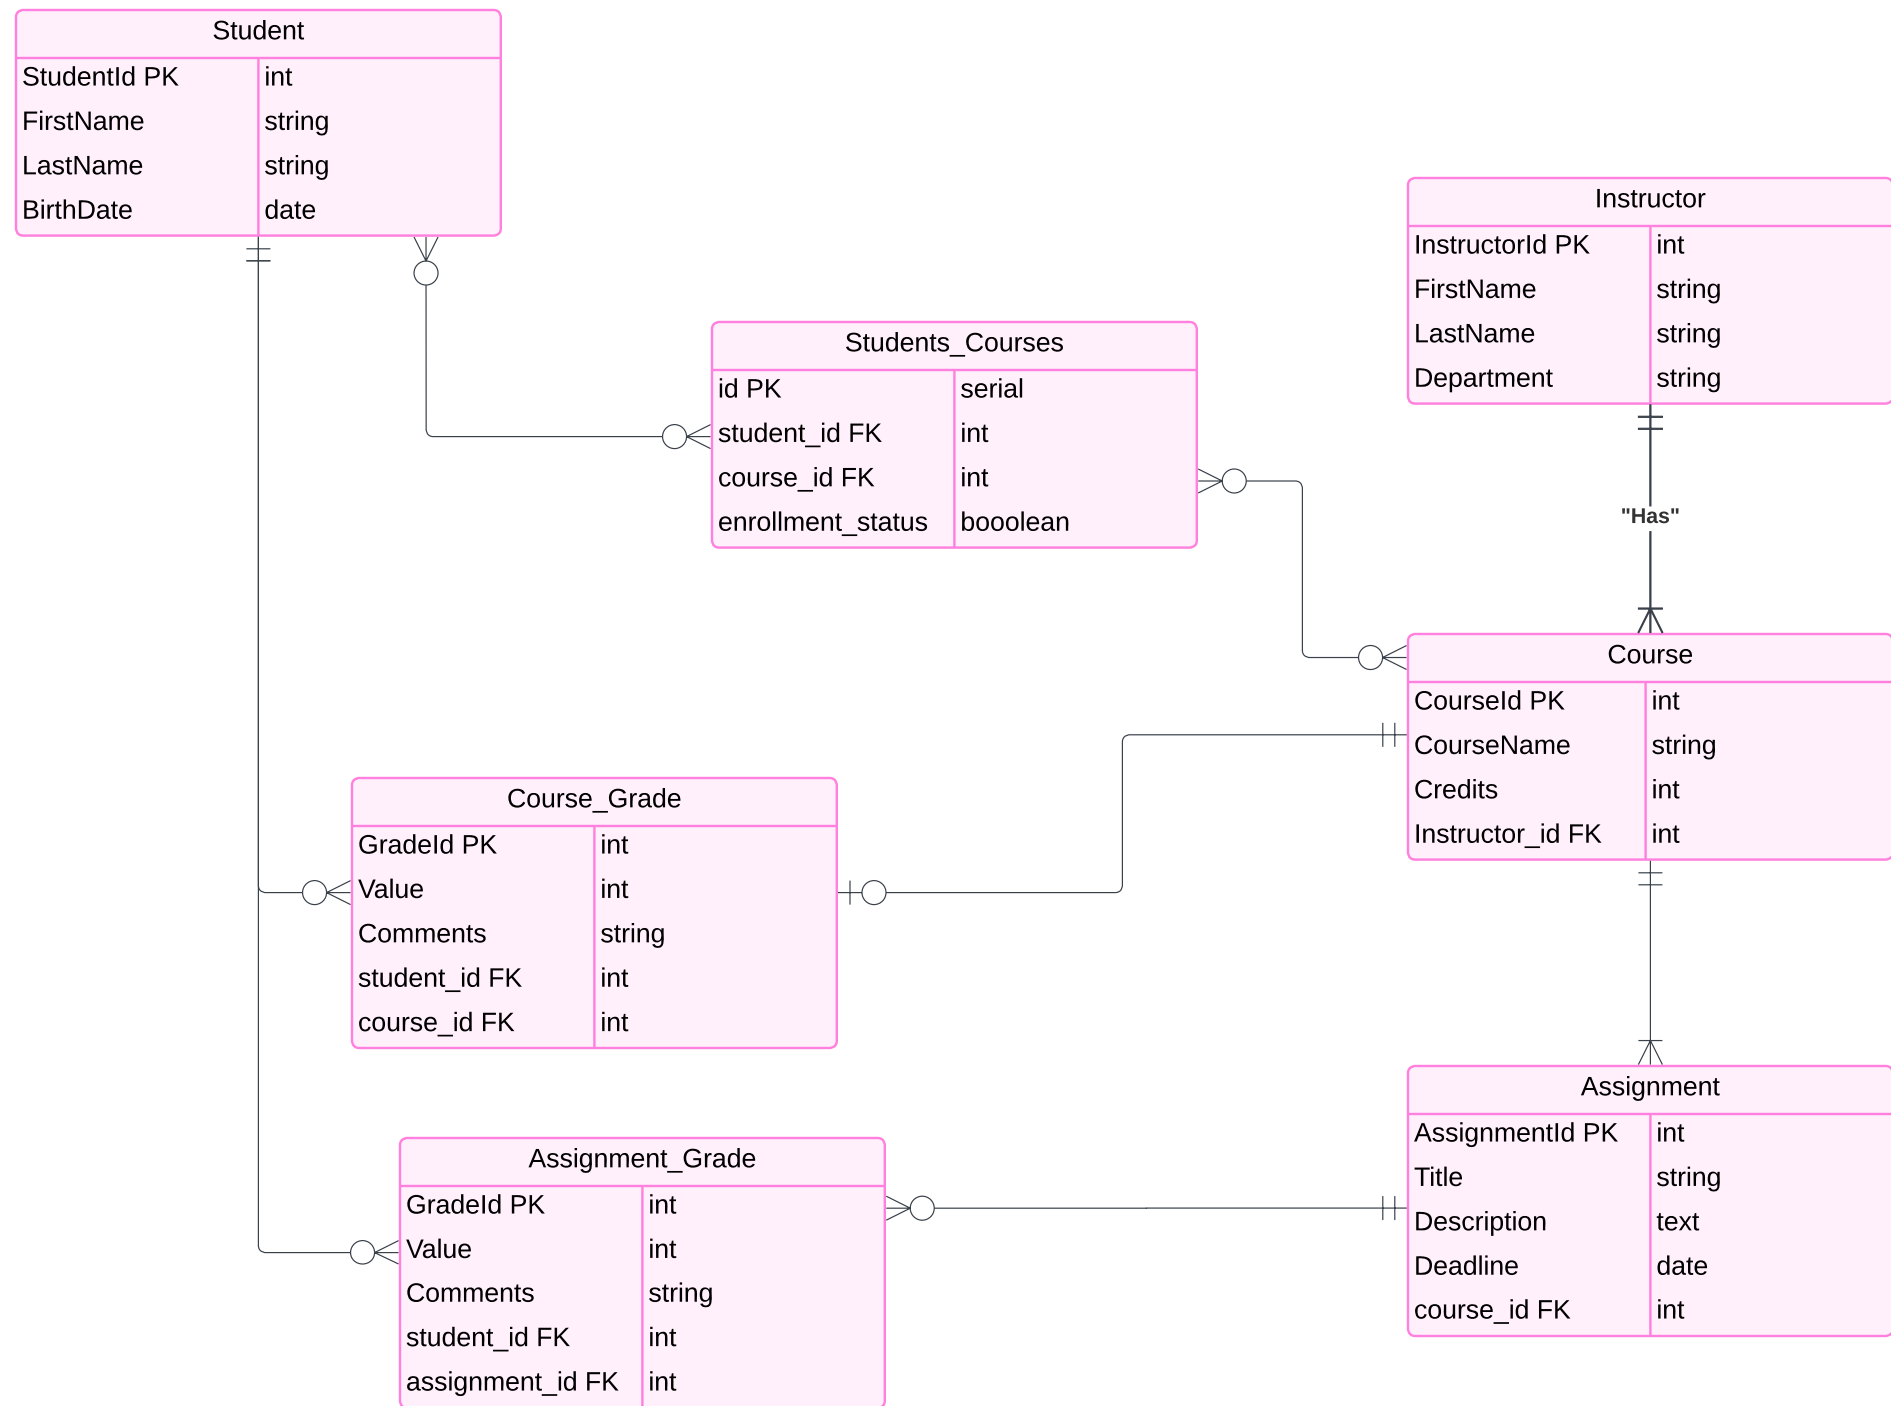 Student
StudentId PK int
FirstName string
LastName string
BirthDate date
Instructor
InstructorId PK int
FirstName string
LastName string
Department string
Students_Courses
id PK serial
student_id FK int
course_id FK int
enrollment_status booolean
"Has"
Course
CourseId PK int
CourseName string
Credits int
Instructor_id FK int
Course_Grade
GradeId PK int
Value int
Comments string
student_id FK int
course_id FK int
Assignment
AssignmentId PK int
Title string
Description text
Deadline date
course_id FK int
Assignment_Grade
GradeId PK int
Value int
Comments string
student_id FK int
assignment_id FK int